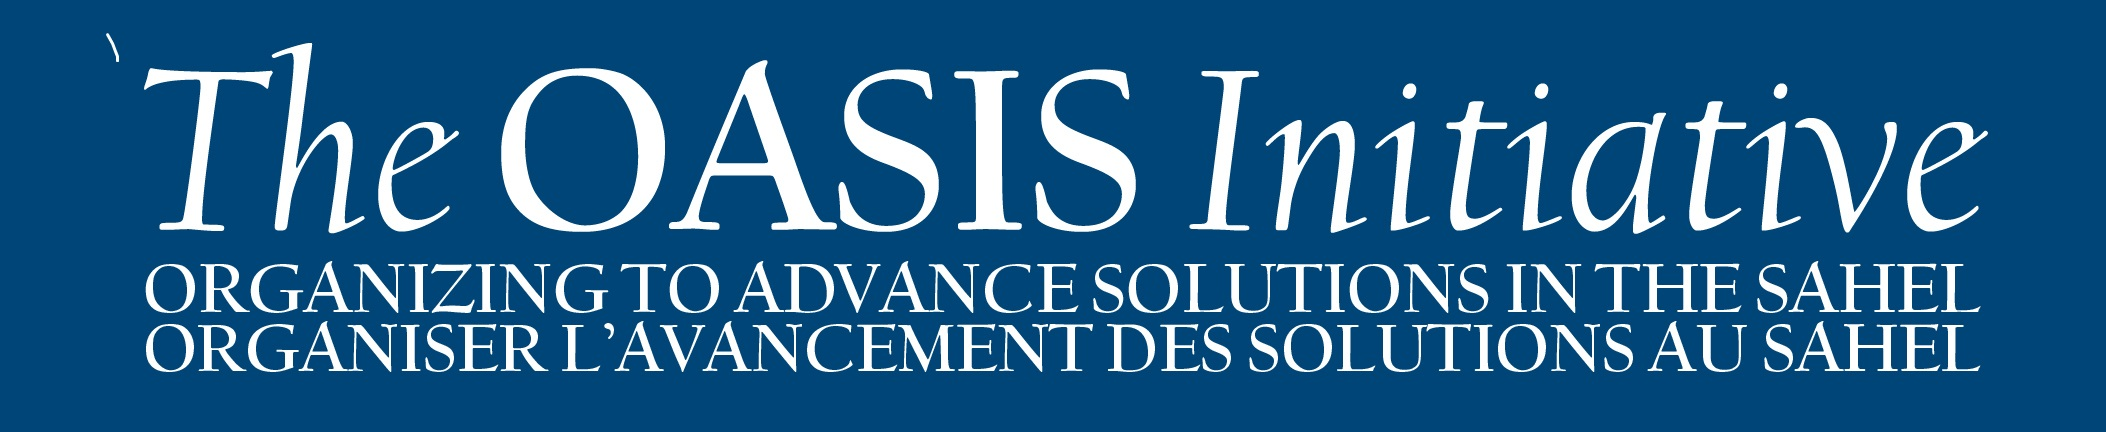 The OASIS Initiative
ORGANIZING TO ADVANCE SOLUTIONS IN THE SAHEL
ORGANISER L’AVANCEMENT DES SOLUTIONS AU SAHEL